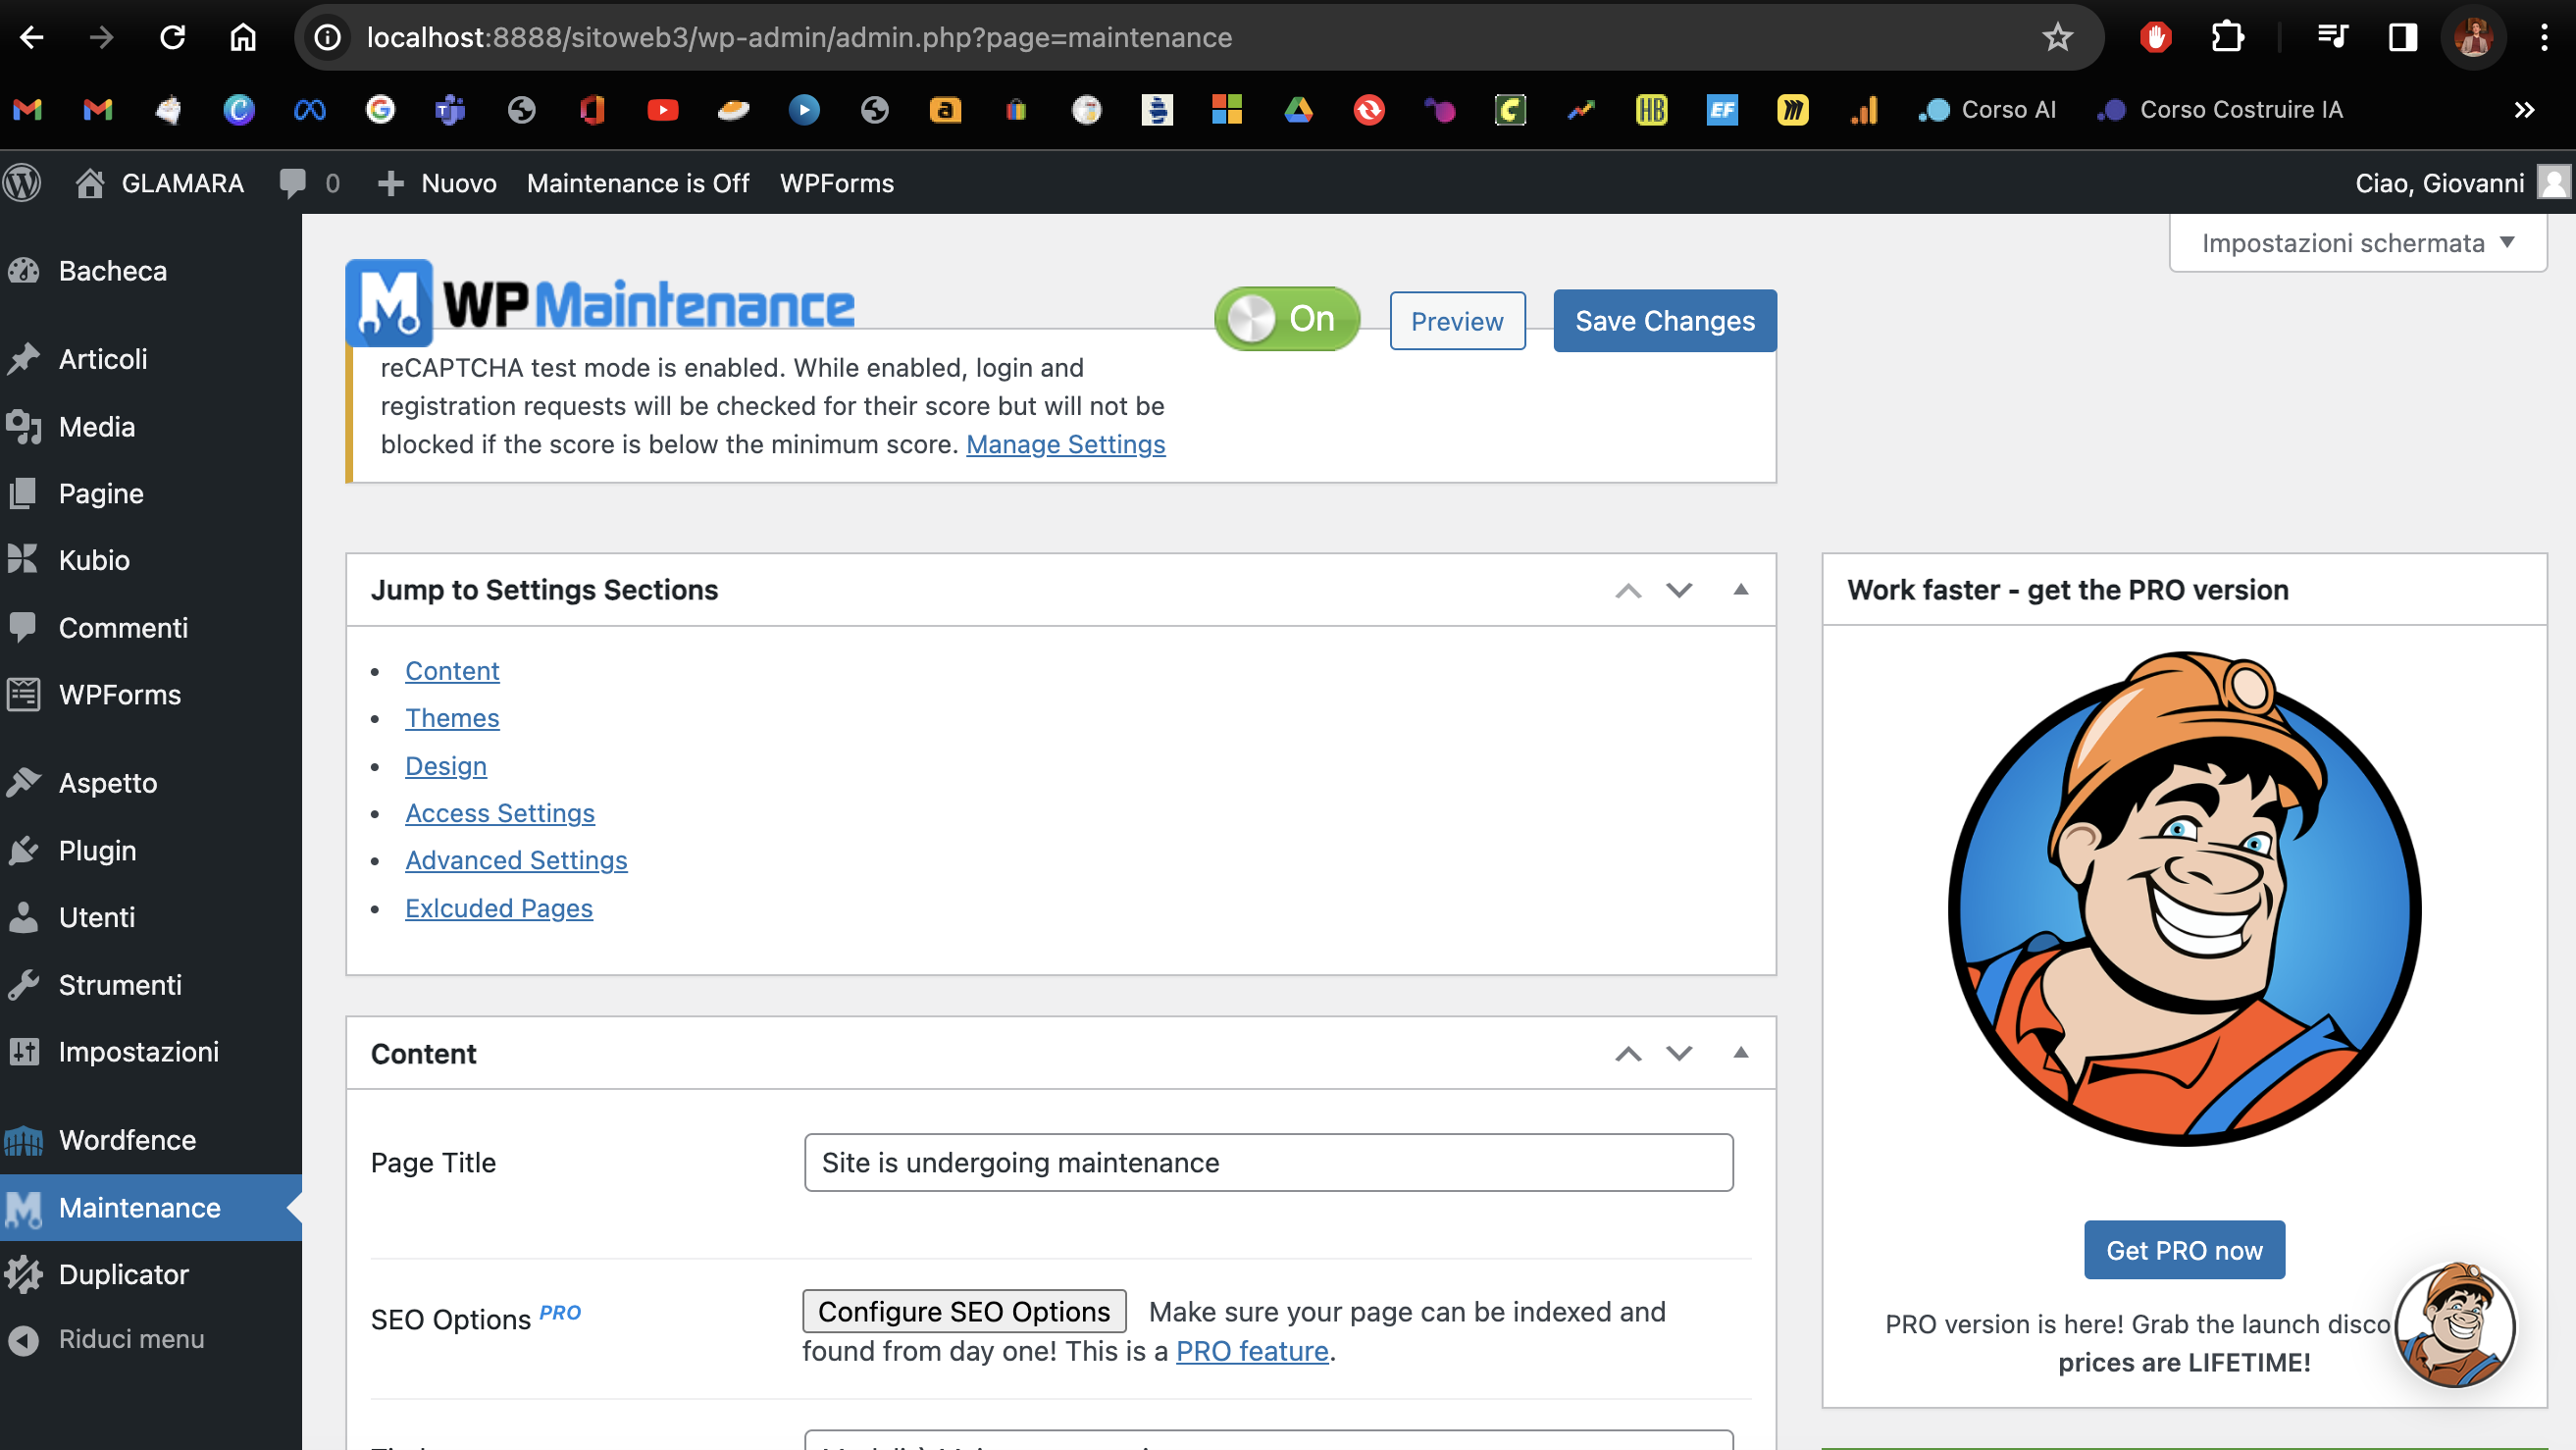 localhost:8888/sitoweb3/wp-admin/admin.php?page=maintenance
Corso AI
Corso Costruire IA
GLAMARA
0
Nuovo
Maintenance is Off
WPForms
Ciao, Giovanni
Bacheca
Articoli
Media
Pagine
Kubio
Commenti
WPForms
Aspetto
Plugin
Utenti
Strumenti
Impostazioni
Wordfence
Maintenance
Duplicator
Riduci menu
Impostazioni schermata
WP Maintenance
On
Preview
Save Changes
reCAPTCHA test mode is enabled. While enabled, login and
registration requests will be checked for their score but will not be
blocked if the score is below the minimum score. Manage Settings
Jump to Settings Sections
Content
Themes
Design
Access Settings
Advanced Settings
Exlcuded Pages
Content
Page Title
Site is undergoing maintenance
SEO Options PRO
Configure SEO Options Make sure your page can be indexed and
found from day one! This is a PRO feature.
Work faster - get the PRO version
Get PRO now
PRO version is here! Grab the launch disco
prices are LIFETIME!